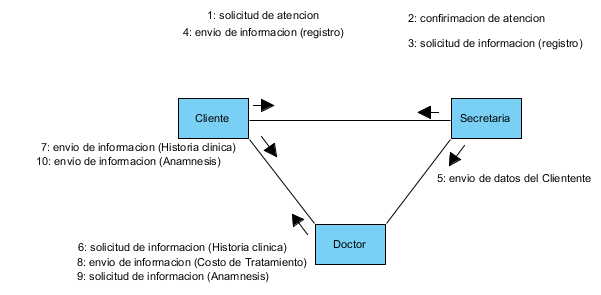 1: solicitud de atencion
2: confirimacion de atencion
4: envio de informacion (registro)
3: solicitud de informacion (registro)
Cliente
Secretaria
7: envio de informacion (Historia clinica)
10: envio de informacion (Anamnesis)
5: envio de datos del Clientente
Doctor
6: solicitud de informacion (Historia clinica)
8: envio de informacion (Costo de Tratamiento)
9: solicitud de informacion (Anamnesis)